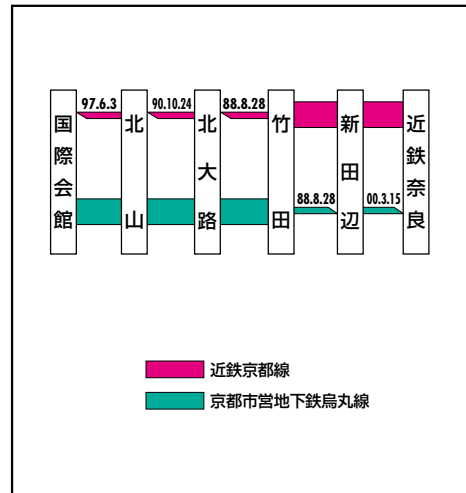 97.6.3
90.10.24
88.8.28
国際会館
北山
北大路
竹田
新田辺
近鉄奈良
88.8.28
00.3.15
近鉄京都線
京都市営地下鉄烏丸線